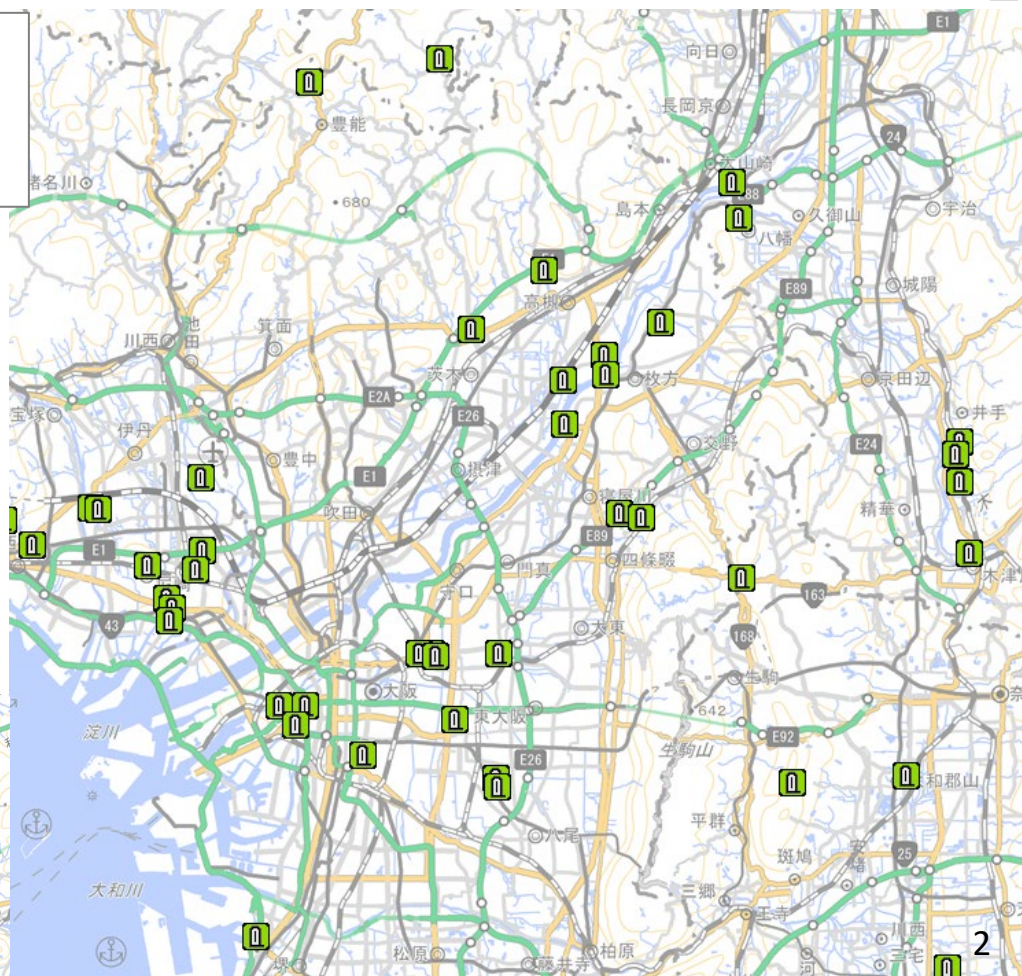 E1
向日
長岡京
24
豊能
大山崎
猪名川
E88
680
島本
久御山
宇治
八幡
E89
城陽
高槻
池田
箕面
川西
茨木
枚方
京田辺
E2A
宝塚
E26
井手
伊丹
交野
E24
豊中
摂津
E1
寝屋川
精華
吹田
E1
E89
四條畷
門真
木津
守口
163
43
大東
168
生駒
大阪
奈
642
東大阪
淀川
生駒山
E92
E26
和郡山
平群
八尾
25
斑鳩
安堵
大和川
三郷
王寺
川西
三宅
河
松原
柏原
堺
藤井寺
2